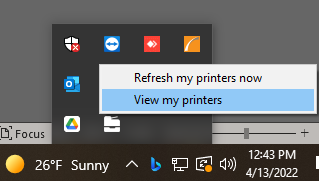 Refresh my printers now
View my printers
Focus
26°F Sunny
12:43 PM
4/13/2022